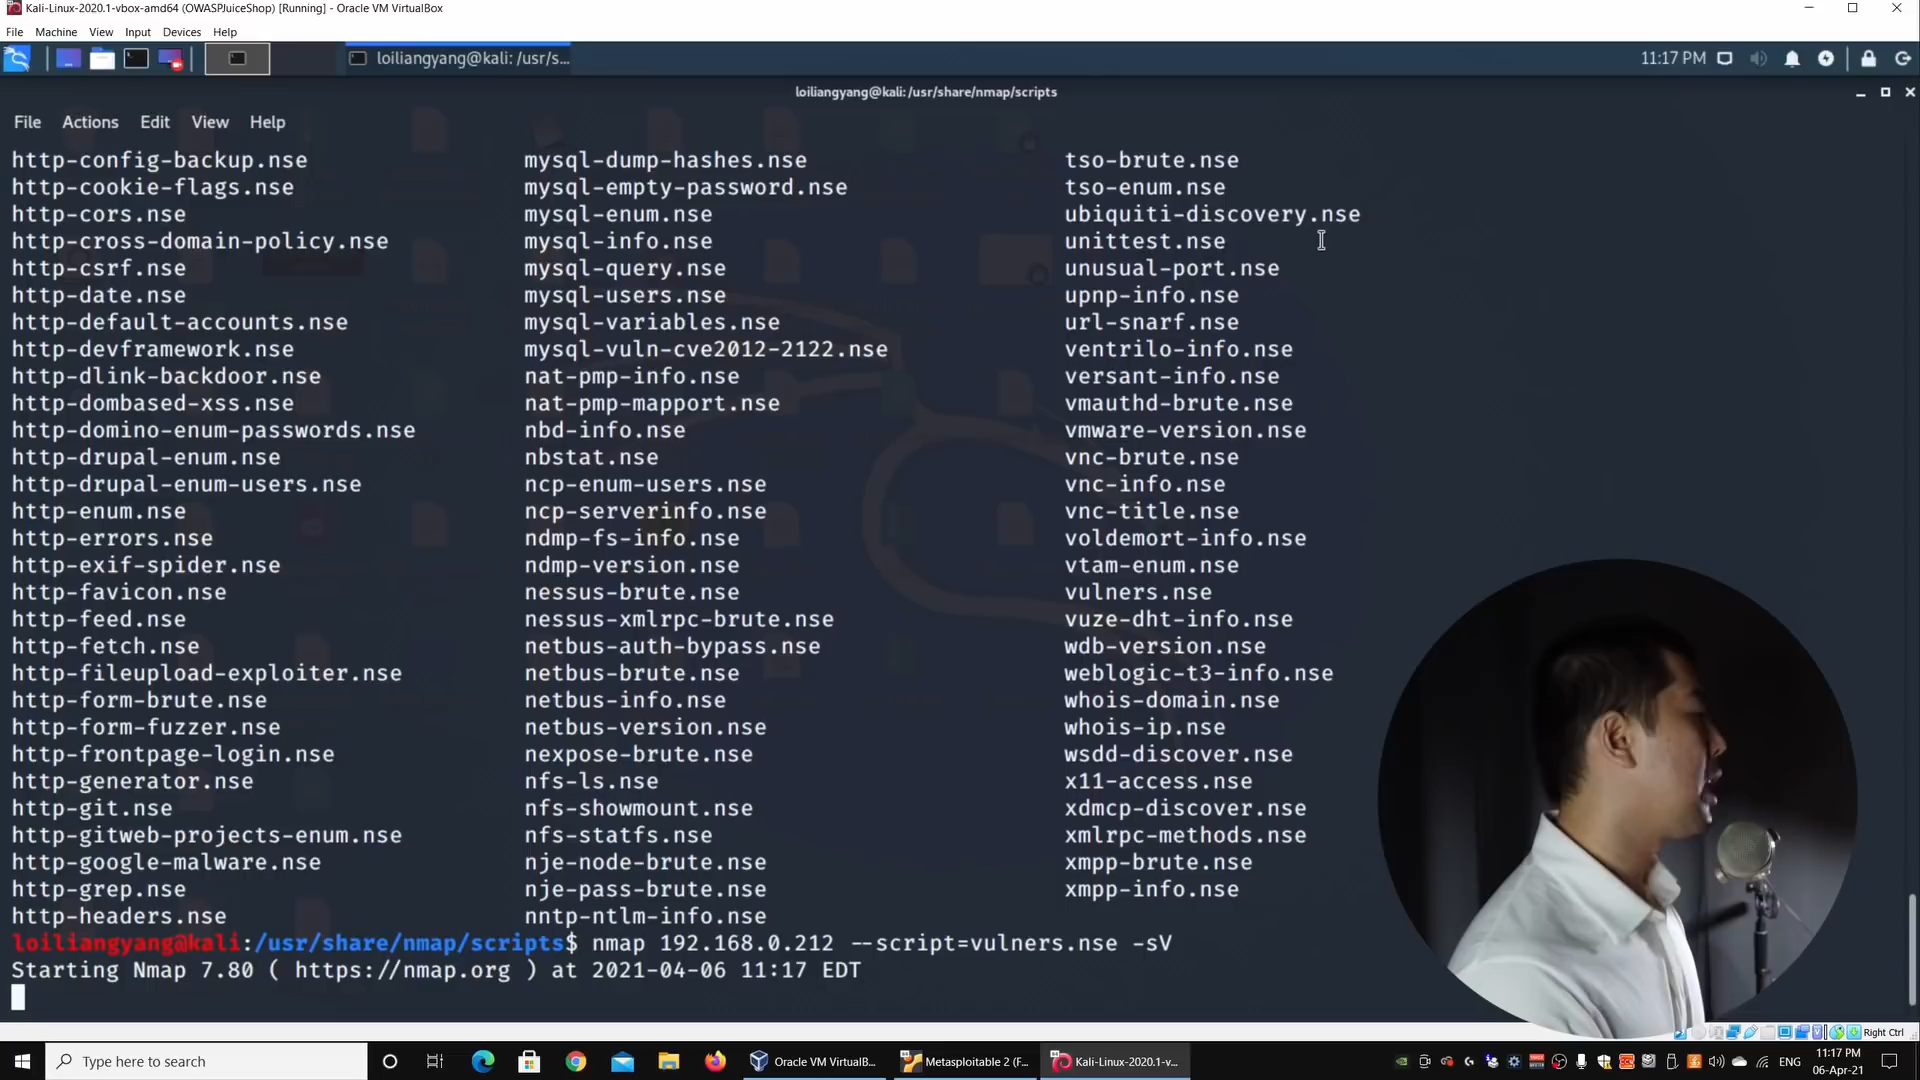 Kali-Linux-2020.1-vbox-amd64 (OWASPJuiceShop) [Running] - Oracle VM VirtualBox
File Machine View Input Devices Help
loiliangyang@kali: /usr/s...
11:17 PM
loiliangyang@kali:/usr/share/nmap/scripts
File Actions Edit View Help
http-config-backup.nse mysql-dump-hashes.nse tso-brute.nse
http-cookie-flags.nse mysql-empty-password.nse tso-enum.nse
http-cors.nse mysql-enum.nse ubiquiti-discovery.nse
http-cross-domain-policy.nse mysql-info.nse unittest.nse
http-csrf.nse mysql-query.nse unusual-port.nse
http-date.nse mysql-users.nse upnp-info.nse
http-default-accounts.nse mysql-variables.nse url-snarf.nse
http-devframework.nse mysql-vuln-cve2012-2122.nse ventrilo-info.nse
http-dlink-backdoor.nse nat-pmp-info.nse versant-info.nse
http-dombased-xss.nse nat-pmp-mapport.nse vmauthd-brute.nse
http-domino-enum-passwords.nse nbd-info.nse vmware-version.nse
http-drupal-enum.nse nbstat.nse vnc-brute.nse
http-drupal-enum-users.nse ncp-enum-users.nse vnc-info.nse
http-enum.nse ncp-serverinfo.nse vnc-title.nse
http-errors.nse ndmp-fs-info.nse voldemort-info.nse
http-exif-spider.nse ndmp-version.nse vtam-enum.nse
http-favicon.nse nessus-brute.nse vulners.nse
http-feed.nse nessus-xmlrpc-brute.nse vuze-dht-info.nse
http-fetch.nse netbus-auth-bypass.nse wdb-version.nse
http-fileupload-exploiter.nse netbus-brute.nse weblogic-t3-info.nse
http-form-brute.nse netbus-info.nse whois-domain.nse
http-form-fuzzer.nse netbus-version.nse whois-ip.nse
http-frontpage-login.nse nexpose-brute.nse wsdd-discover.nse
http-generator.nse nfs-ls.nse x11-access.nse
http-git.nse nfs-showmount.nse xdmcp-discover.nse
http-gitweb-projects-enum.nse nfs-statfs.nse xmlrpc-methods.nse
http-google-malware.nse nje-node-brute.nse xmpp-brute.nse
http-grep.nse nje-pass-brute.nse xmpp-info.nse
http-headers.nse nntp-ntlm-info.nse
loiliangyang@kali:/usr/share/nmap/scripts$ nmap 192.168.0.212 --script=vulners.nse -sV
Starting Nmap 7.80 ( https://nmap.org ) at 2021-04-06 11:17 EDT
Right Ctrl
Type here to search
Oracle VM VirtualB...
Metasploitable 2 (F...
Kali-Linux-2020.1-v...
ENG
11:17 PM
06-Apr-21